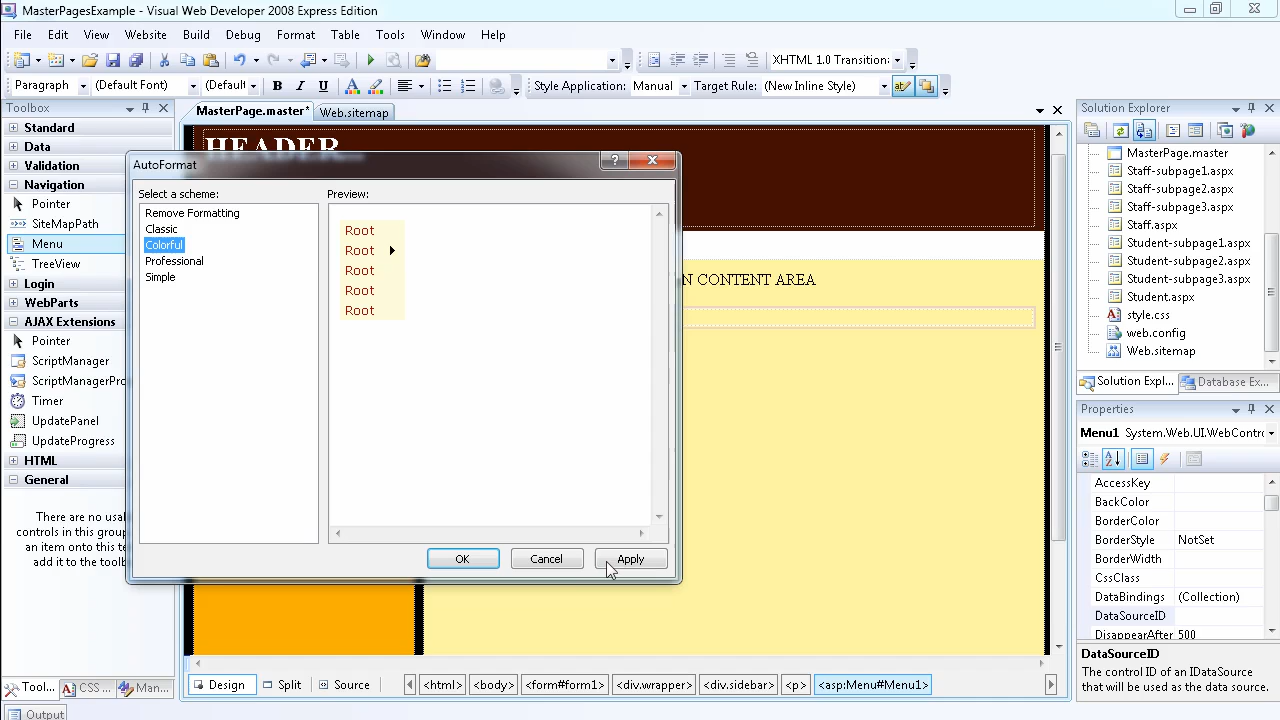 MasterPagesExample - Visual Web Developer 2008 Express Edition
File Edit View Website Build Debug Format Table Tools Window Help
XHTML 1.0 Transition:
Paragraph (Default Font) (Default B I U A Style Application: Manual Target Rule: (New Inline Style)
Toolbox
Standard
Data
Validation
Navigation
Pointer
SiteMapPath
Menu
TreeView
Login
WebParts
AJAX Extensions
Pointer
ScriptManager
ScriptManagerPro
Timer
UpdatePanel
UpdateProgress
HTML
General
There are no usal
controls in this group
an item onto this te
add it to the toolb
Tool... CSS ... Man...
Output
MasterPage.master* Web.sitemap
HEADER
N CONTENT AREA
AutoFormat
Select a scheme:
Remove Formatting
Classic
Colorful
Professional
Simple
Preview:
Root
Root
Root
Root
Root
OK Cancel Apply
Design Split Source <html> <body> <form#form1> <div.wrapper> <div.sideb> <p> <asp:Menu#Menu1>
Solution Explorer
MasterPage.master
Staff-subpage1.aspx
Staff-subpage2.aspx
Staff-subpage3.aspx
Staff.aspx
Student-subpage1.aspx
Student-subpage2.aspx
Student-subpage3.aspx
Student.aspx
style.css
web.config
Web.sitemap
Solution Expl... Database Ex...
Properties
Menu1 System.Web.UI.WebContro
AccessKey
BackColor
BorderColor
BorderStyle NotSet
BorderWidth
CssClass
DataBindings (Collection)
DataSourceID
DisappearAfter 500
DataSourceID
The control ID of an IDataSource
that will be used as the data source.